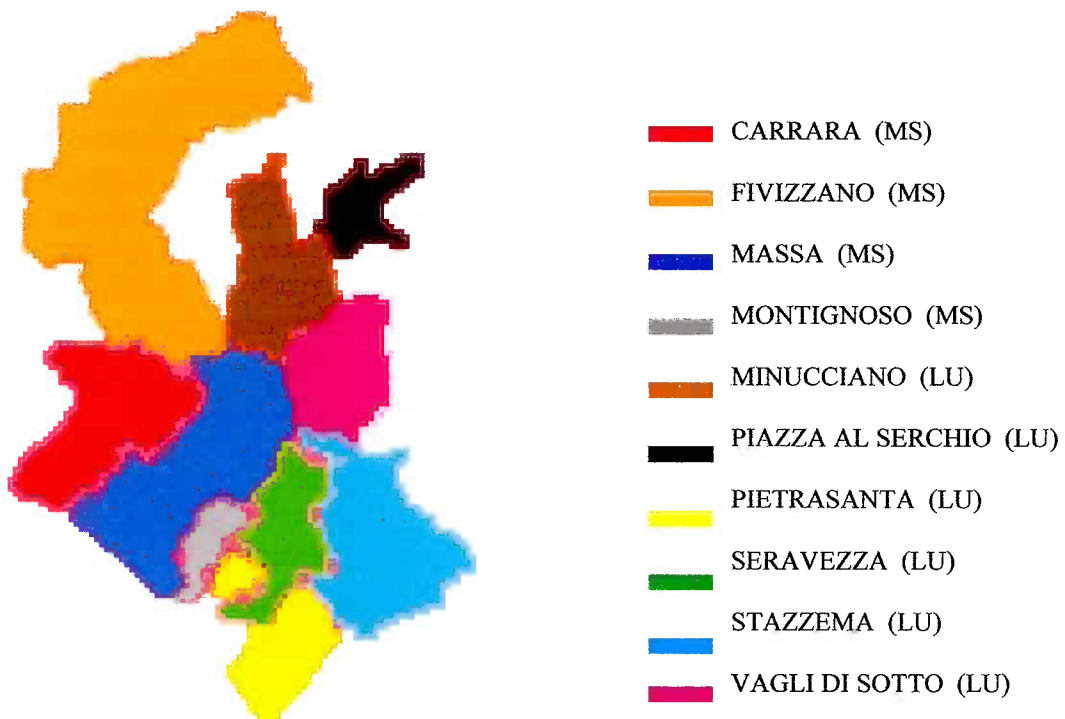 CARRARA (MS)
FIVIZZANO (MS)
MASSA (MS)
MONTIGNOSO (MS)
MINUCCIANO (LU)
PIAZZA AL SERCHIO (LU)
PIETRASANTA (LU)
SERAVEZZA (LU)
STAZZEMA (LU)
VAGLI DI SOTTO (LU)